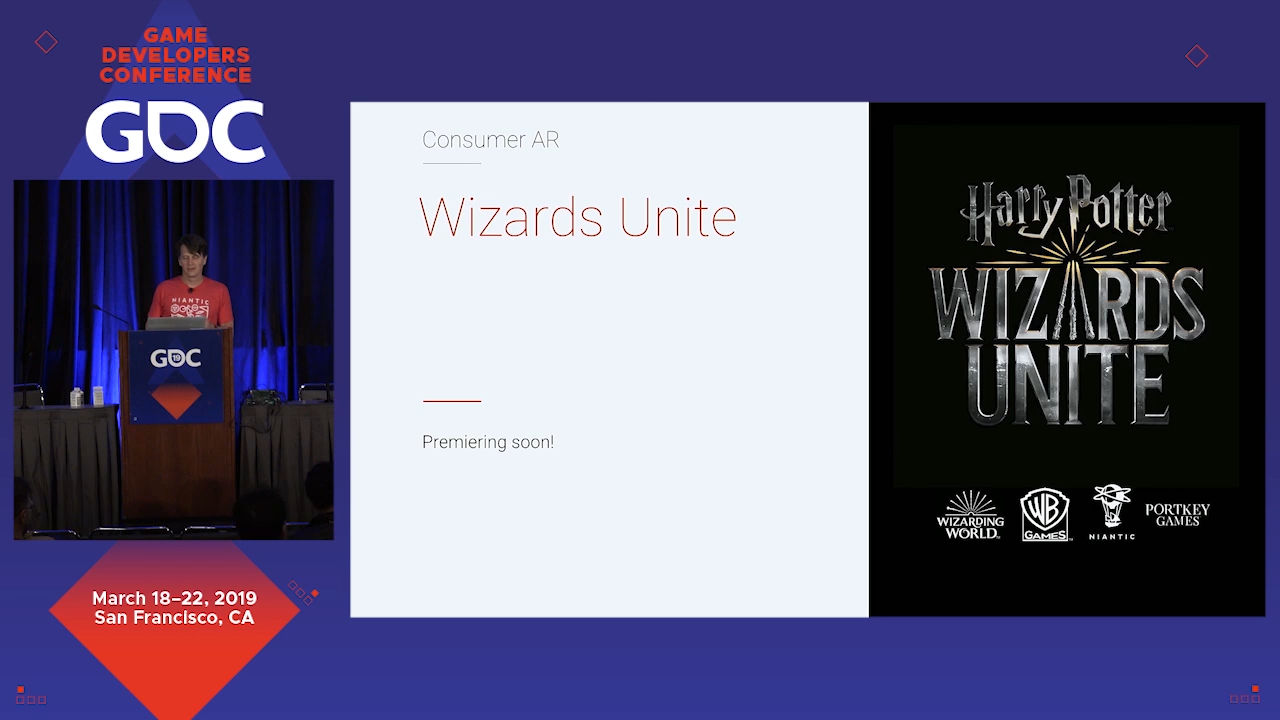 GAME
DEVELOPERS
CONFERENCE
GDC
NIANTIC
GDC
19
March 18–22, 2019
San Francisco, CA
Consumer AR
Wizards Unite
Premiering soon!
Harry Potter
WIZARDS
UNITE
WIZARDING
WORLD
WB
GAMES
NIANTIC
PORTKEY
GAMES